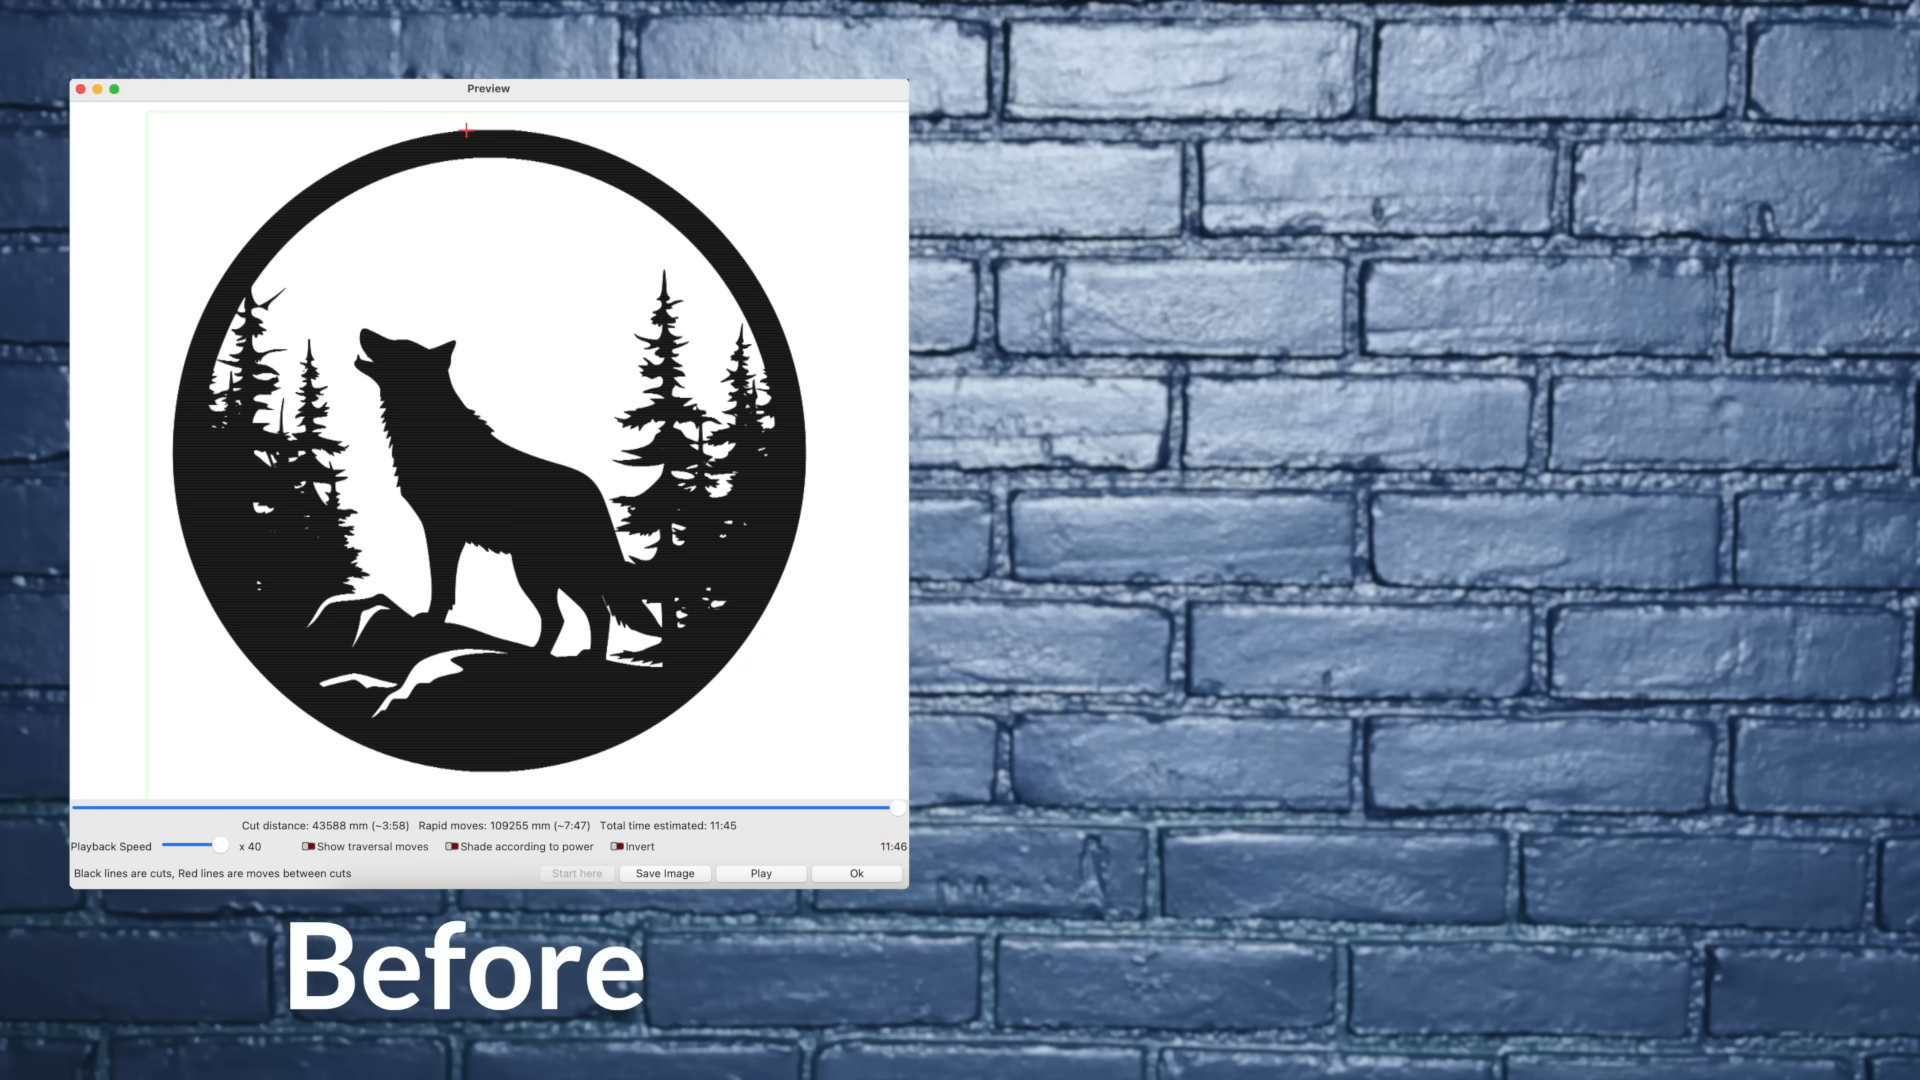 Preview
Cut distance: 43588 mm (~3:58) Rapid moves: 109255 mm (~7:47) Total time estimated: 11:45
Playback Speed x 40 Show traversal moves Shade according to power Invert 11:46
Black lines are cuts, Red lines are moves between cuts Start here Save Image Play Ok
Before